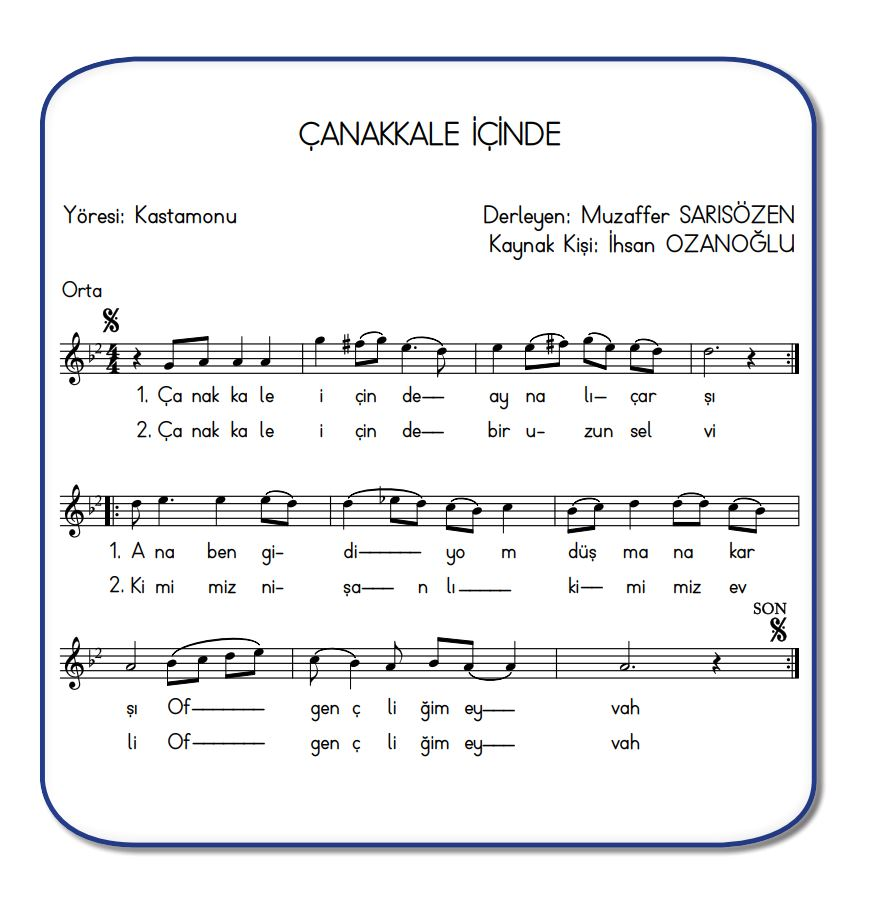 ÇANAKKALE İÇİNDE
Yöresi: Kastamonu
Derleyen: Muzaffer SARISÖZEN
Kaynak Kişi: İhsan OZANOĞLU
Orta
1. Ça nak ka le i çin de— ay na lı– çar şı
2. Ça nak ka le i çin de— bir u– zun sel vi
1. A na ben gi– di——— yo m düş ma na kar
2. Ki mi miz ni– şa—— n lı——— ki— mi miz ev
SON
şı Of———— gen ç li ğim ey—— vah
li Of———— gen ç li ğim ey—— vah